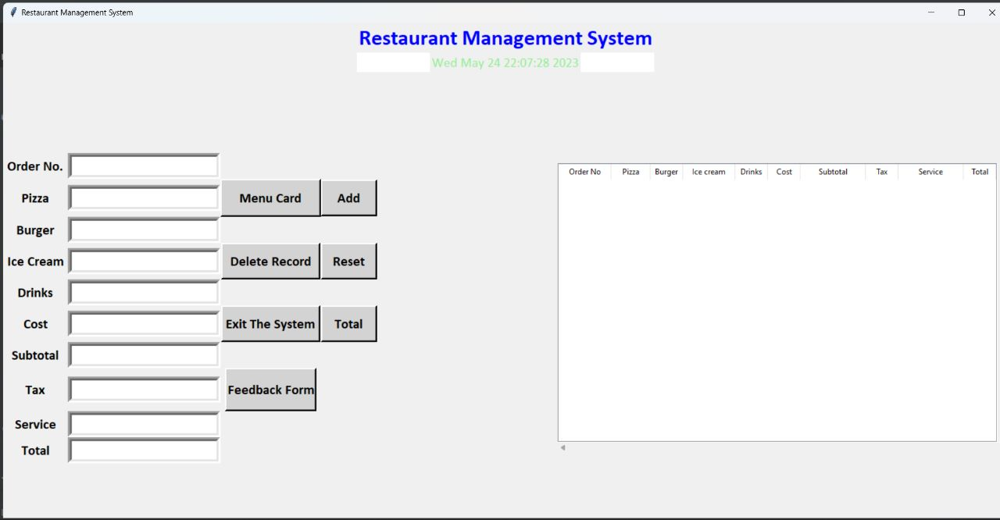 Restaurant Management System
Restaurant Management System
Wed May 24 22:07:28 2023
Order No.
Pizza
Menu Card Add
Burger
Ice Cream
Delete Record Reset
Drinks
Cost
Exit The System Total
Subtotal
Tax
Feedback Form
Service
Total
Order No Pizza Burger Ice cream Drinks Cost Subtotal Tax Service Total